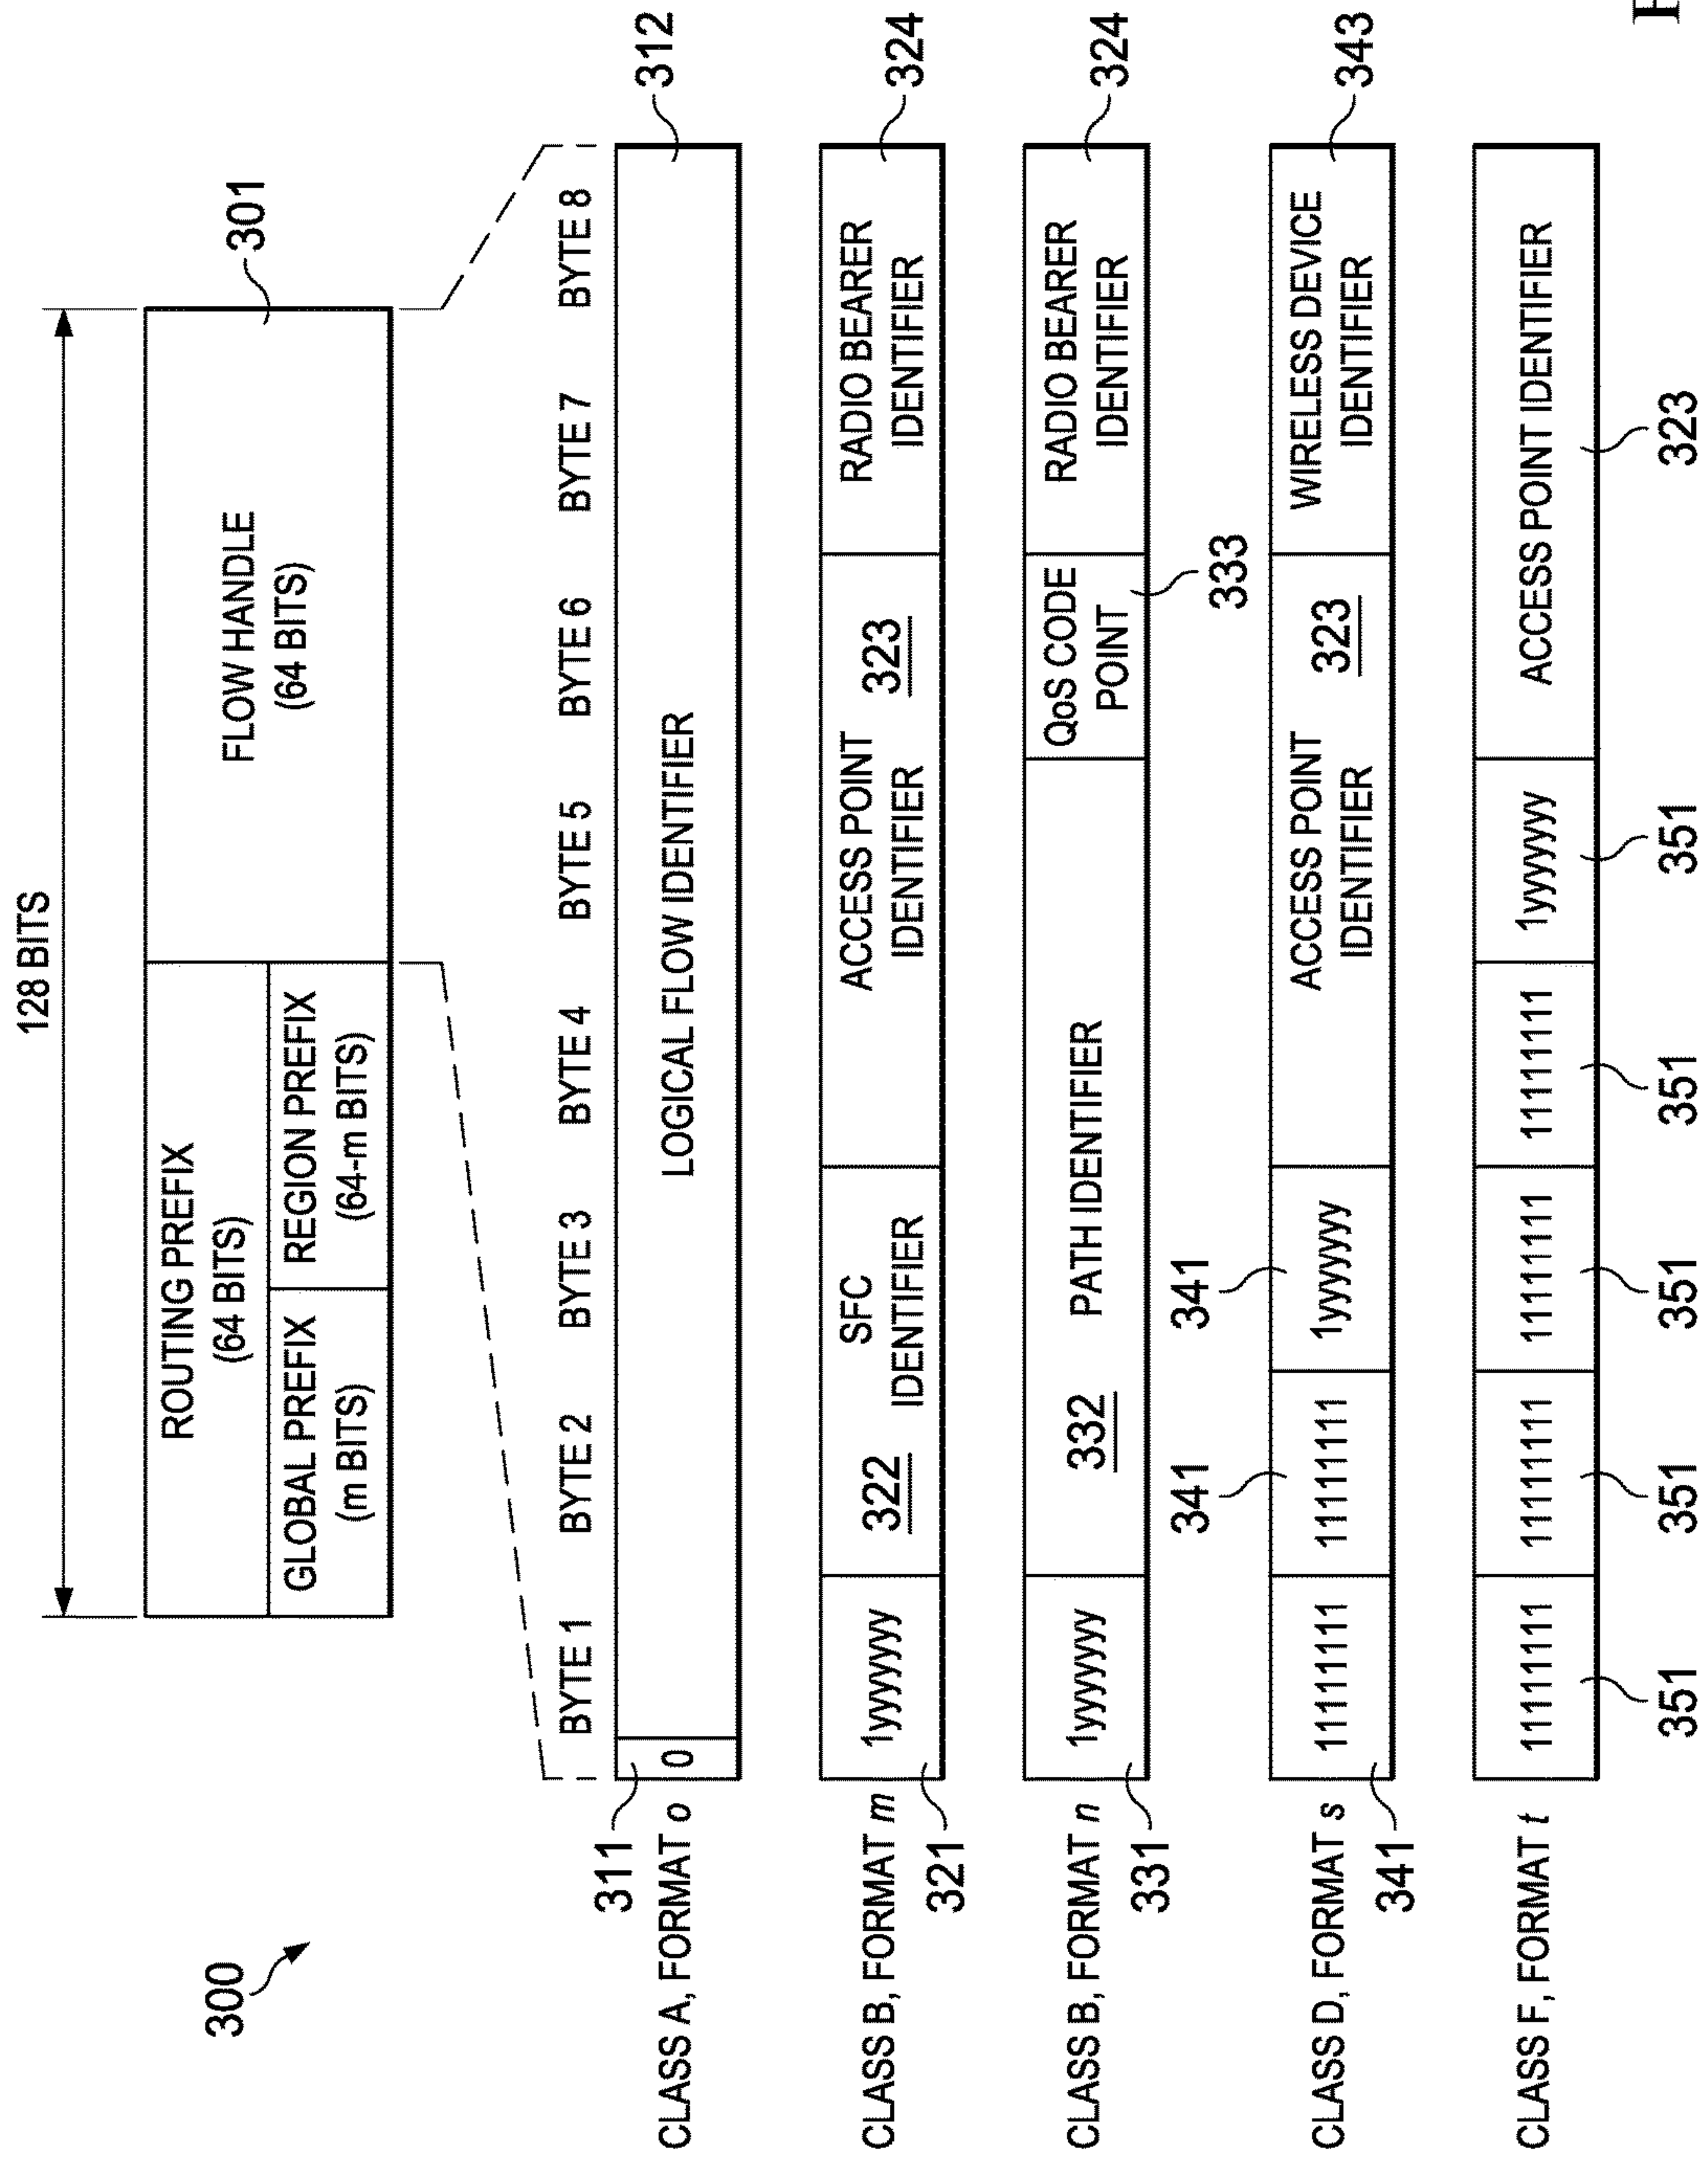 300
128 BITS
ROUTING PREFIX
(64 BITS)
GLOBAL PREFIX
(m BITS)
REGION PREFIX
(64-m BITS)
FLOW HANDLE
(64 BITS)
301
BYTE 1 BYTE 2 BYTE 3 BYTE 4 BYTE 5 BYTE 6 BYTE 7 BYTE 8
311
CLASS A, FORMAT o
0
LOGICAL FLOW IDENTIFIER
312
CLASS B, FORMAT m
321
1yyyyyyy
SFC
IDENTIFIER
322
ACCESS POINT
IDENTIFIER
323
RADIO BEARER
IDENTIFIER
324
CLASS B, FORMAT n
331
1yyyyyyy
332
PATH IDENTIFIER
QoS CODE
POINT
333
RADIO BEARER
IDENTIFIER
324
CLASS D, FORMAT s
341
11111111
341
11111111
341
1yyyyyyy
ACCESS POINT
IDENTIFIER
323
WIRELESS DEVICE
IDENTIFIER
343
CLASS F, FORMAT t
11111111 11111111 11111111 11111111 1yyyyyyy ACCESS POINT IDENTIFIER
351 351 351 351 351 323